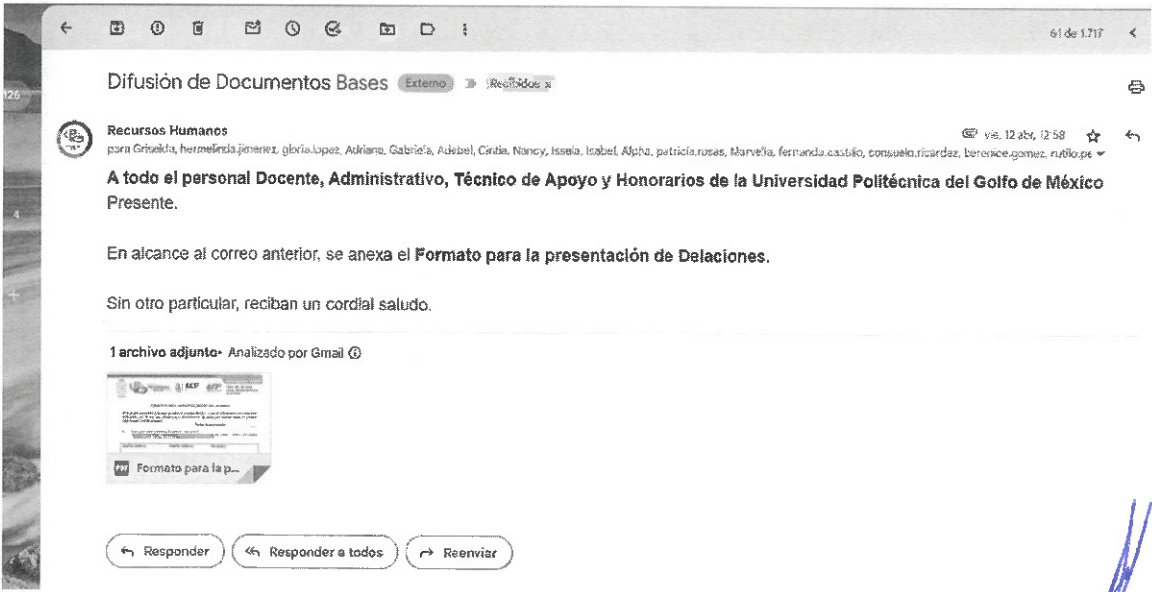 61 de 1.717
Difusión de Documentos Bases Externo Recibidos x
126
Recursos Humanos
vie, 12 abr, 12:58
para Griselda, hermelinda.jimenez, gloria.lopez, Adriana, Gabriela, Adebel, Cintia, Nancy, Issela, Isabel, Alpha, patricia.rosas, Marvella, fernanda.castillo, consuelo.ricardez, berenice.gomez, rutilo.pe
A todo el personal Docente, Administrativo, Técnico de Apoyo y Honorarios de la Universidad Politécnica del Golfo de México
Presente.
4
En alcance al correo anterior, se anexa el Formato para la presentación de Delaciones.
Sin otro particular, reciban un cordial saludo.
1 archivo adjunto• Analizado por Gmail
Formato para la p...
Responder
Responder a todos
Reenviar